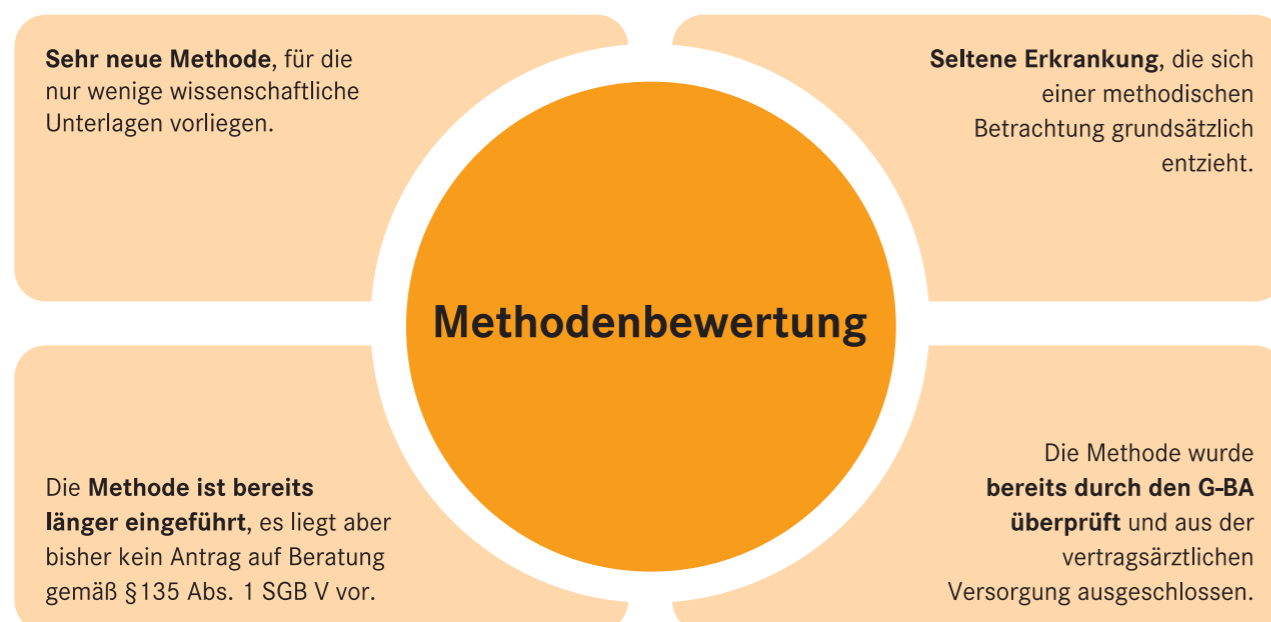 Sehr neue Methode, für die
nur wenige wissenschaftliche
Unterlagen vorliegen.
Seltene Erkrankung, die sich
einer methodischen
Betrachtung grundsätzlich
entzieht.
Methodenbewertung
Die Methode ist bereits
länger eingeführt, es liegt aber
bisher kein Antrag auf Beratung
gemäß §135 Abs. 1 SGB V vor.
Die Methode wurde
bereits durch den G-BA
überprüft und aus der
vertragsärztlichen
Versorgung ausgeschlossen.